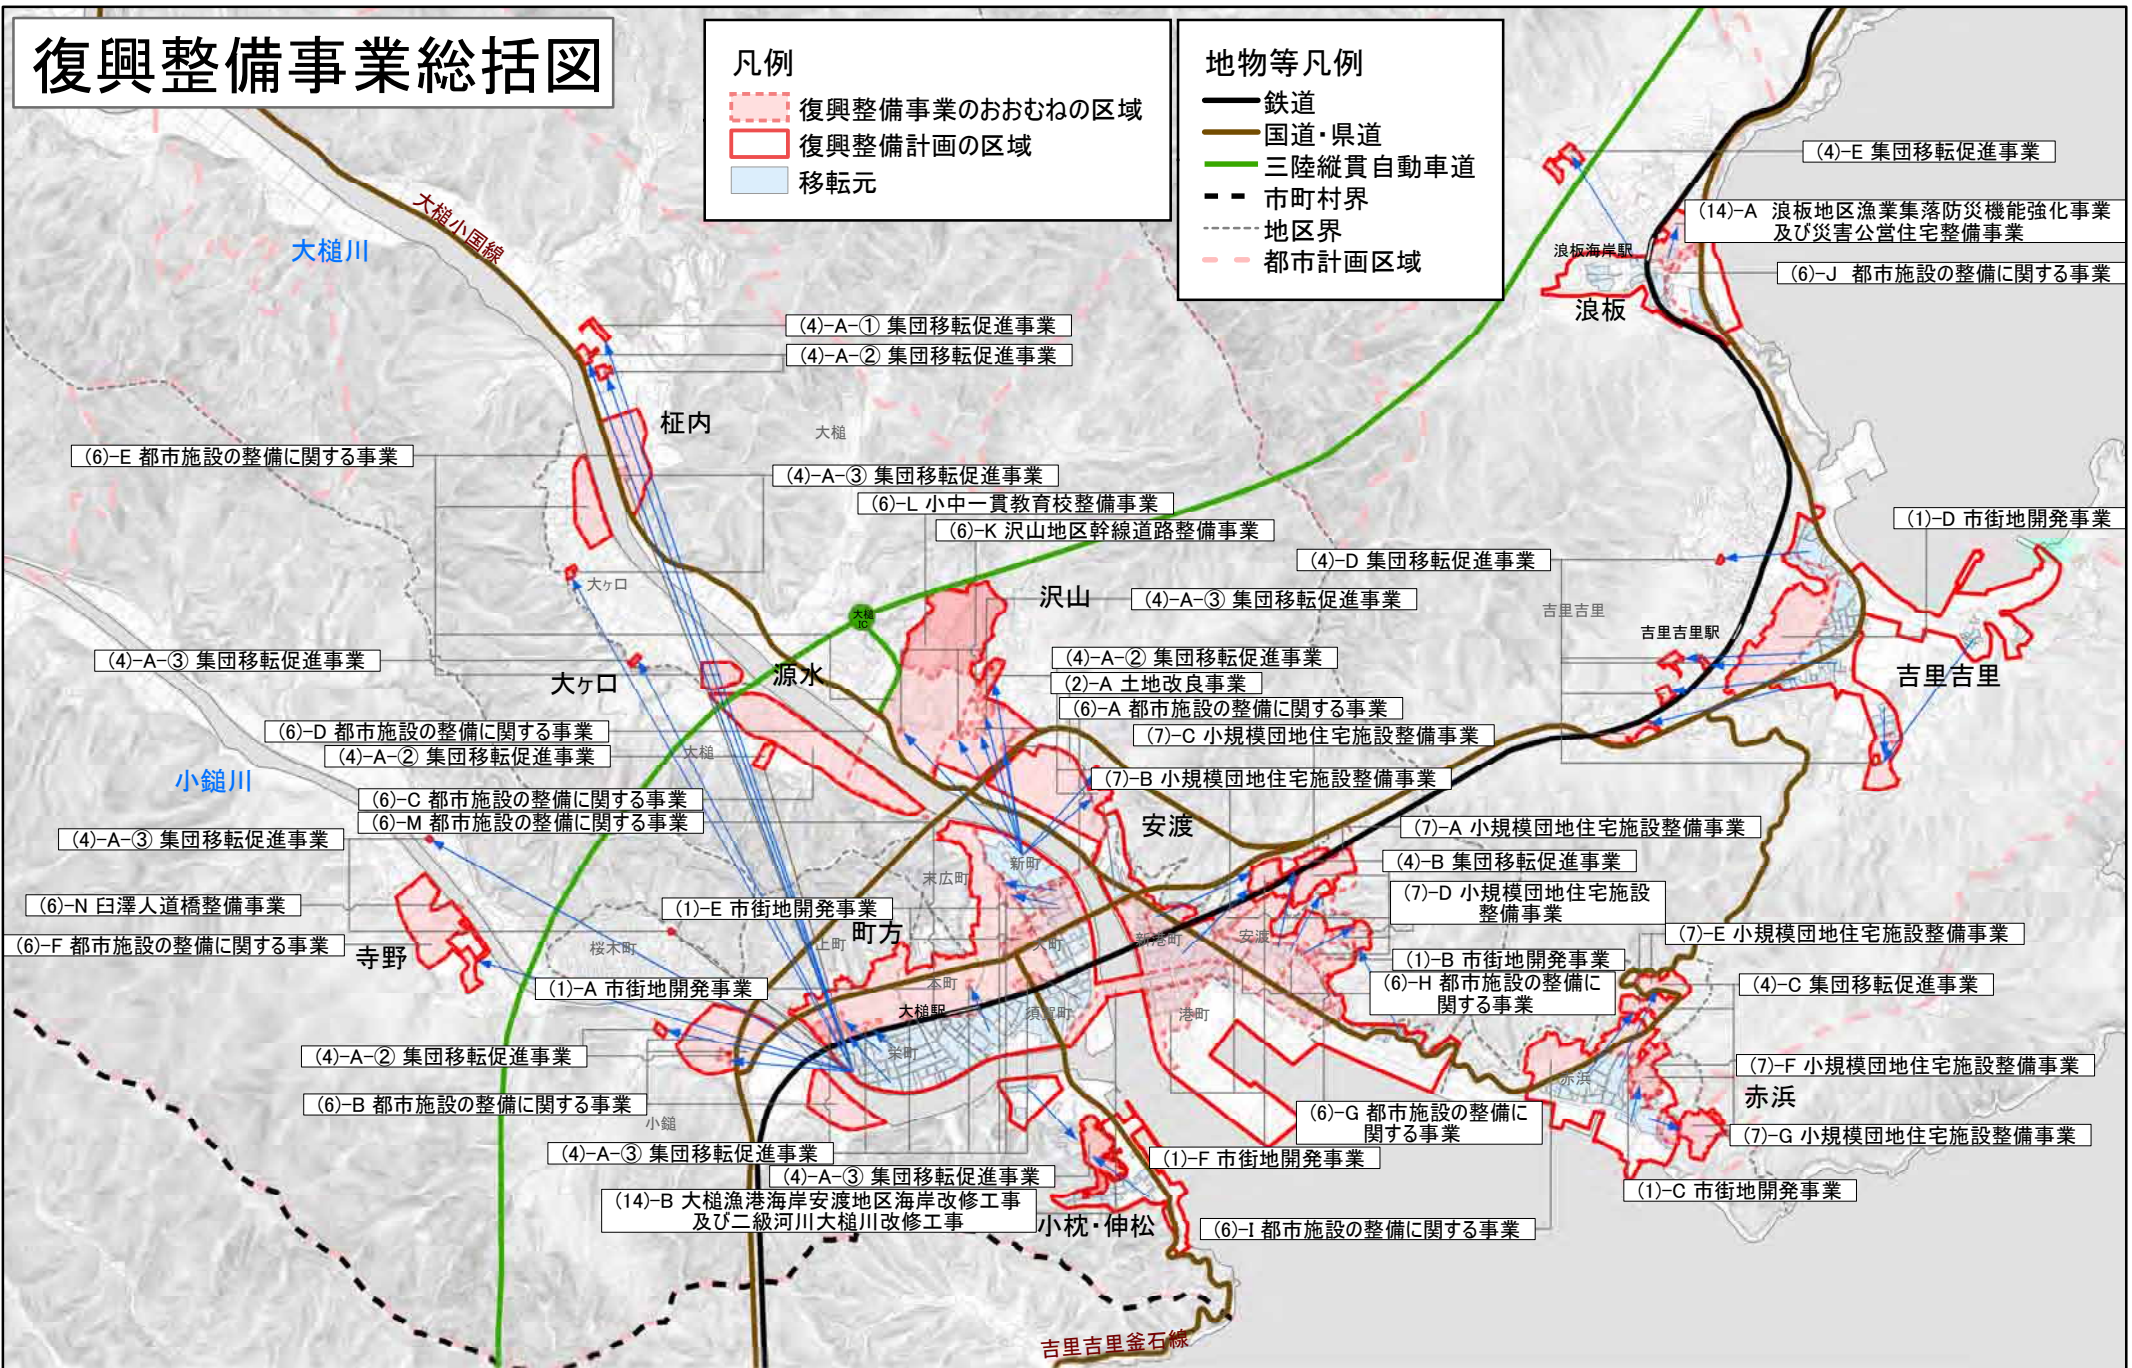 復興整備事業総括図
凡例
復興整備事業のおおむねの区域
復興整備計画の区域
移転元
地物等凡例
鉄道
国道・県道
三陸縦貫自動車道
市町村界
地区界
都市計画区域
(4)-E 集団移転促進事業
(14)-A 浪板地区漁業集落防災機能強化事業
及び災害公営住宅整備事業
浪板海岸駅
(6)-J 都市施設の整備に関する事業
浪板
大槌小国線
大槌川
(4)-A-① 集団移転促進事業
(4)-A-② 集団移転促進事業
柾内
大槌
(6)-E 都市施設の整備に関する事業
(4)-A-③ 集団移転促進事業
(6)-L 小中一貫教育校整備事業
(6)-K 沢山地区幹線道路整備事業
(1)-D 市街地開発事業
(4)-D 集団移転促進事業
大ヶ口
沢山
(4)-A-③ 集団移転促進事業
吉里吉里
大槌
IC
吉里吉里駅
(4)-A-③ 集団移転促進事業
大ヶ口
源水
(4)-A-② 集団移転促進事業
(2)-A 土地改良事業
吉里吉里
(6)-A 都市施設の整備に関する事業
(6)-D 都市施設の整備に関する事業
(7)-C 小規模団地住宅施設整備事業
(4)-A-② 集団移転促進事業
大槌
小鎚川
(7)-B 小規模団地住宅施設整備事業
(6)-C 都市施設の整備に関する事業
(6)-M 都市施設の整備に関する事業
安渡
(7)-A 小規模団地住宅施設整備事業
(4)-A-③ 集団移転促進事業
新町
(4)-B 集団移転促進事業
末広町
(7)-D 小規模団地住宅施設
整備事業
(6)-N 臼澤人道橋整備事業
(1)-E 市街地開発事業
町方
上町
大町
新港町
安渡
(7)-E 小規模団地住宅施設整備事業
(6)-F 都市施設の整備に関する事業
寺野
桜木町
(1)-B 市街地開発事業
(1)-A 市街地開発事業
本町
(6)-H 都市施設の整備に
関する事業
(4)-C 集団移転促進事業
大槌駅
須賀町
港町
栄町
(4)-A-② 集団移転促進事業
(7)-F 小規模団地住宅施設整備事業
赤浜
赤浜
(6)-B 都市施設の整備に関する事業
小鎚
(6)-G 都市施設の整備に
関する事業
(7)-G 小規模団地住宅施設整備事業
(4)-A-③ 集団移転促進事業
(1)-F 市街地開発事業
(4)-A-③ 集団移転促進事業
(1)-C 市街地開発事業
(14)-B 大槌漁港海岸安渡地区海岸改修工事
及び二級河川大槌川改修工事
小枕・伸松
(6)-I 都市施設の整備に関する事業
吉里吉里釜石線